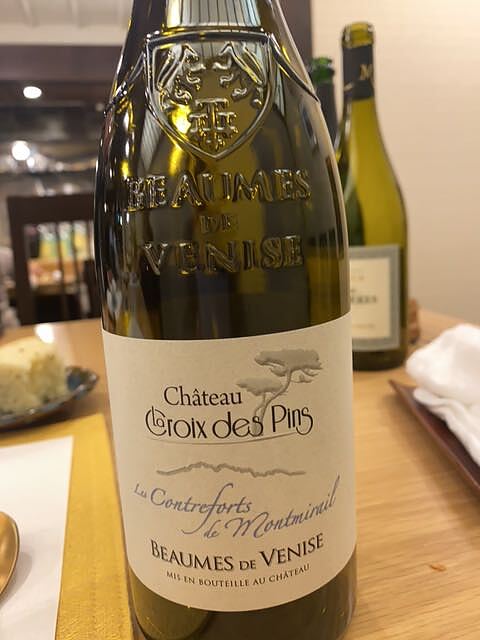 BEAUMES
DE
VENISE
Château
La Croix des Pins
Les Contreforts
de Montmirail
BEAUMES DE VENISE
MIS EN BOUTEILLE AU CHÂTEAU